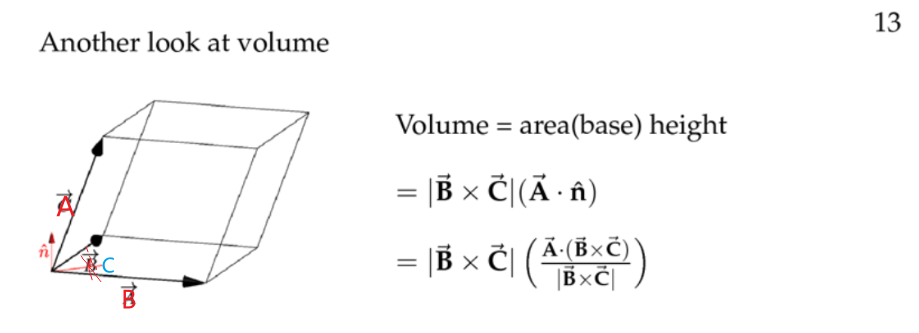 13
Another look at volume
Volume = area(base) height
= |B⃗ × C⃗|(A⃗ · n̂)
= |B⃗ × C⃗| (A⃗·(B⃗×C⃗) / |B⃗×C⃗|)
A⃗
n̂
C
B⃗